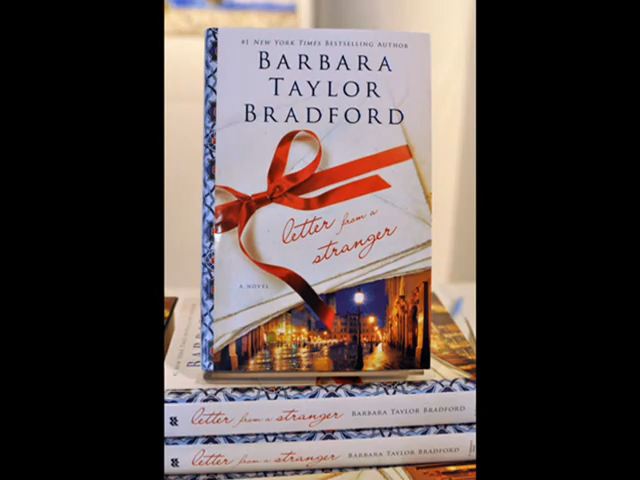 #1 NEW YORK TIMES BESTSELLING AUTHOR
BARBARA
TAYLOR
BRADFORD
letter from a
stranger
A NOVEL
letter from a stranger BARBARA TAYLOR BRADFORD
letter from a stranger BARBARA TAYLOR BRADFORD